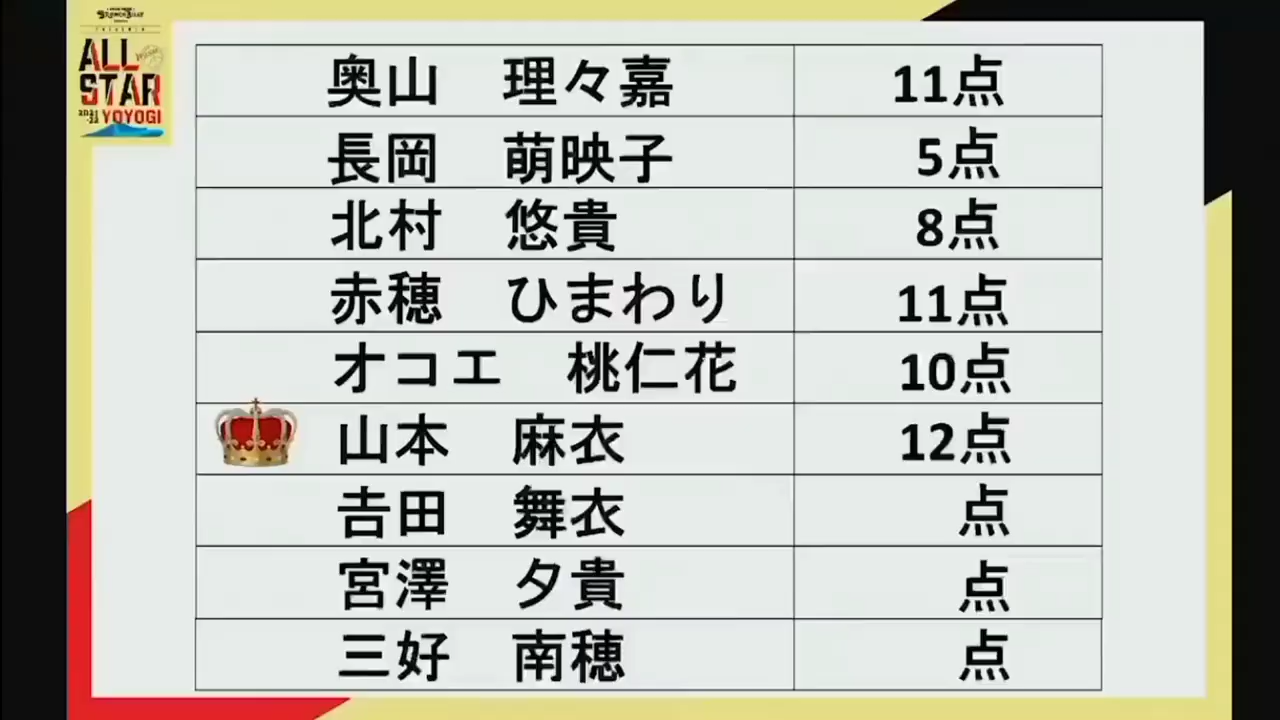 ALL
STAR
2021
-22 YOYOGI
奥山 理々嘉 11点
長岡 萌映子 5点
北村 悠貴 8点
赤穂 ひまわり 11点
オコエ 桃仁花 10点
山本 麻衣 12点
𠮷田 舞衣 点
宮澤 夕貴 点
三好 南穂 点